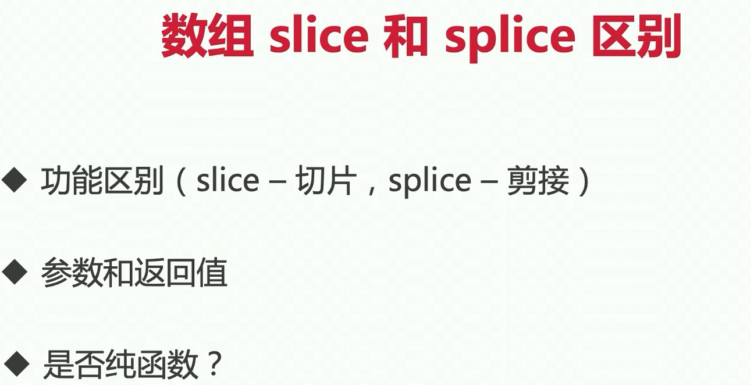 数组 slice 和 splice 区别
◆ 功能区别（slice – 切片，splice – 剪接）
◆ 参数和返回值
◆ 是否纯函数？